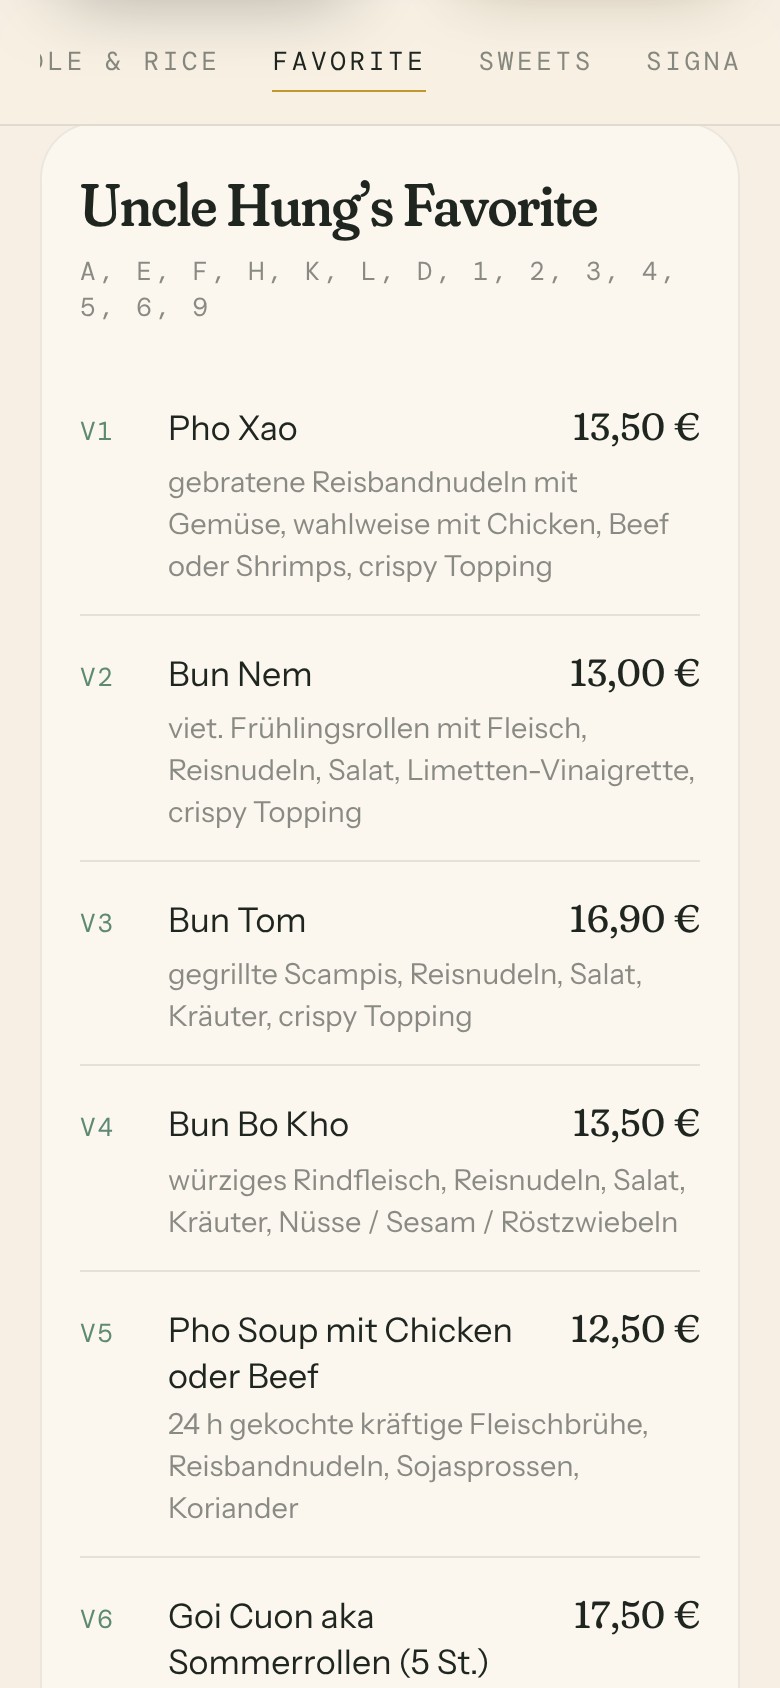 LE & RICE FAVORITE SWEETS SIGNA
Uncle Hung’s Favorite
A, E, F, H, K, L, D, 1, 2, 3, 4,
5, 6, 9
V1 Pho Xao 13,50 €
gebratene Reisbandnudeln mit
Gemüse, wahlweise mit Chicken, Beef
oder Shrimps, crispy Topping
V2 Bun Nem 13,00 €
viet. Frühlingsrollen mit Fleisch,
Reisnudeln, Salat, Limetten-Vinaigrette,
crispy Topping
V3 Bun Tom 16,90 €
gegrillte Scampis, Reisnudeln, Salat,
Kräuter, crispy Topping
V4 Bun Bo Kho 13,50 €
würziges Rindfleisch, Reisnudeln, Salat,
Kräuter, Nüsse / Sesam / Röstzwiebeln
V5 Pho Soup mit Chicken 12,50 €
oder Beef
24 h gekochte kräftige Fleischbrühe,
Reisbandnudeln, Sojasprossen,
Koriander
V6 Goi Cuon aka 17,50 €
Sommerrollen (5 St.)